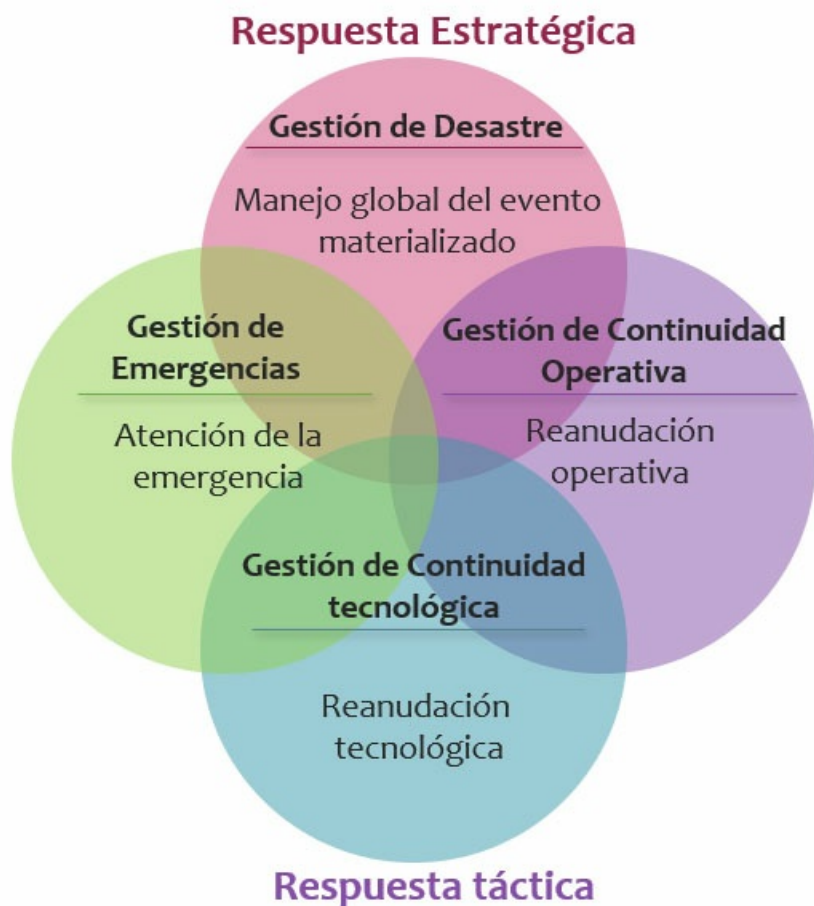 Respuesta Estratégica
Gestión de Desastre
Manejo global del evento
materializado
Gestión de
Emergencias
Atención de la
emergencia
Gestión de Continuidad
Operativa
Reanudación
operativa
Gestión de Continuidad
tecnológica
Reanudación
tecnológica
Respuesta táctica